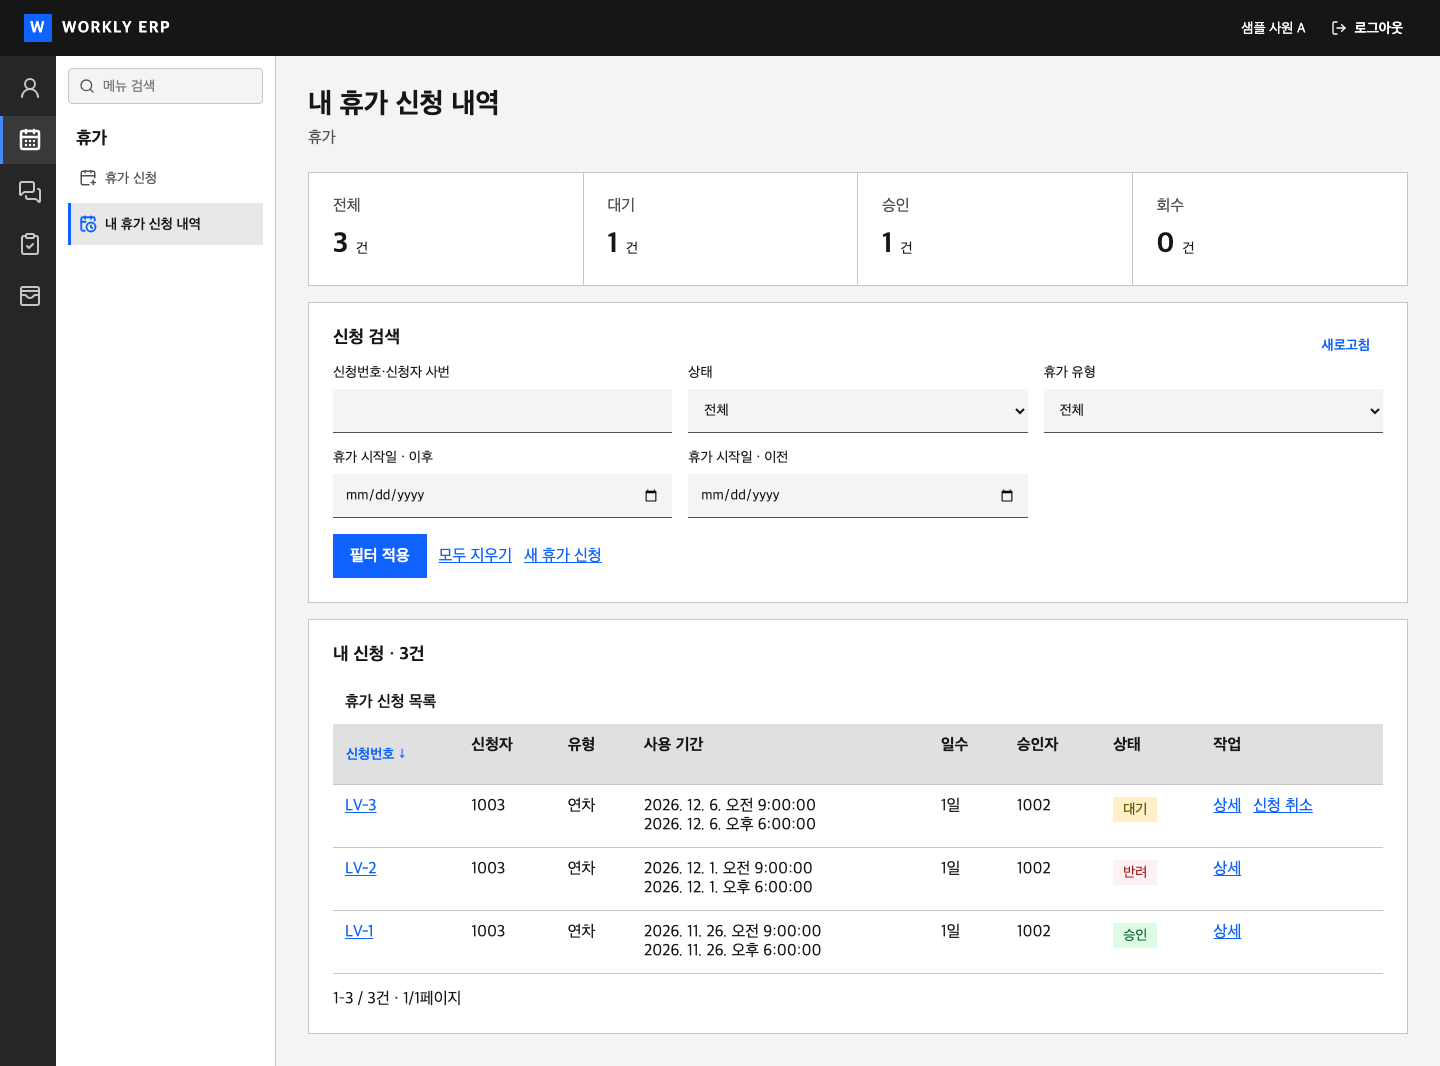 W WORKLY ERP
샘플 사원 A
로그아웃
메뉴 검색
휴가
휴가 신청
내 휴가 신청 내역
내 휴가 신청 내역
휴가
전체
3 건
대기
1 건
승인
1 건
회수
0 건
신청 검색
새로고침
신청번호·신청자 사번
상태
휴가 유형
전체
전체
휴가 시작일 · 이후
휴가 시작일 · 이전
mm/dd/yyyy
mm/dd/yyyy
필터 적용
모두 지우기
새 휴가 신청
내 신청 · 3건
휴가 신청 목록
신청번호 ↓ 신청자 유형 사용 기간 일수 승인자 상태 작업
LV-3 1003 연차 2026. 12. 6. 오전 9:00:00 1일 1002 대기 상세 신청 취소
2026. 12. 6. 오후 6:00:00
LV-2 1003 연차 2026. 12. 1. 오전 9:00:00 1일 1002 반려 상세
2026. 12. 1. 오후 6:00:00
LV-1 1003 연차 2026. 11. 26. 오전 9:00:00 1일 1002 승인 상세
2026. 11. 26. 오후 6:00:00
1-3 / 3건 · 1/1페이지